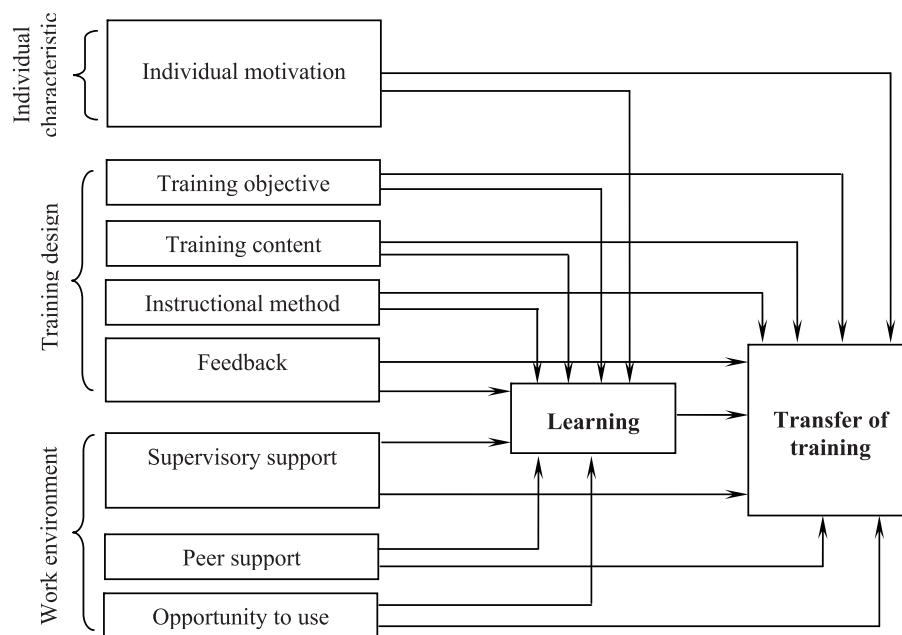 Individual
characteristic
Individual motivation
Training design
Training objective
Training content
Instructional method
Feedback
Learning
Transfer of
training
Work environment
Supervisory support
Peer support
Opportunity to use